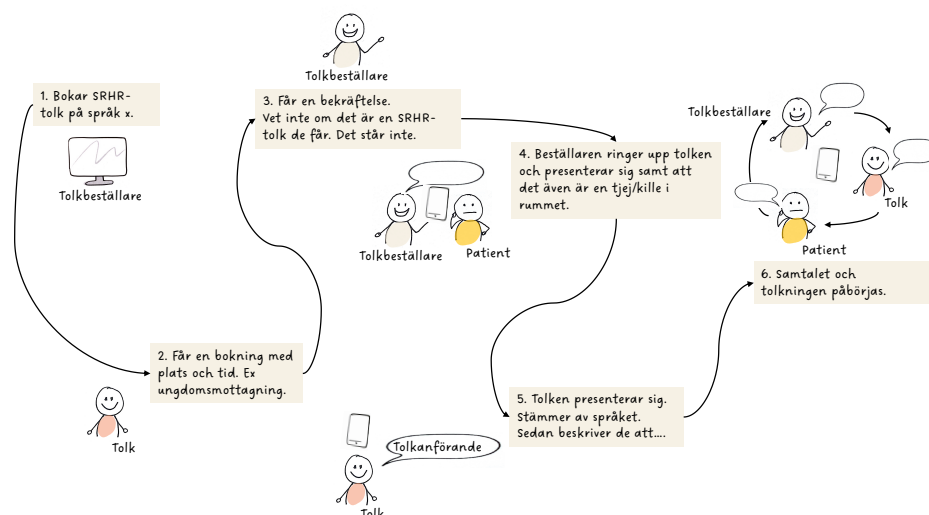 1. Bokar SRHR-
tolk på språk x.
Tolkbeställare
2. Får en bokning med
plats och tid. Ex
ungdomsmottagning.
Tolk
Tolkbeställare
3. Får en bekräftelse.
Vet inte om det är en SRHR-
tolk de får. Det står inte.
4. Beställaren ringer upp tolken
och presenterar sig samt att
det även är en tjej/kille i
rummet.
Tolkbeställare
Patient
5. Tolken presenterar sig.
Stämmer av språket.
Sedan beskriver de att....
Tolkanförande
Tolk
Tolkbeställare
Tolk
Patient
6. Samtalet och
tolkningen påbörjas.